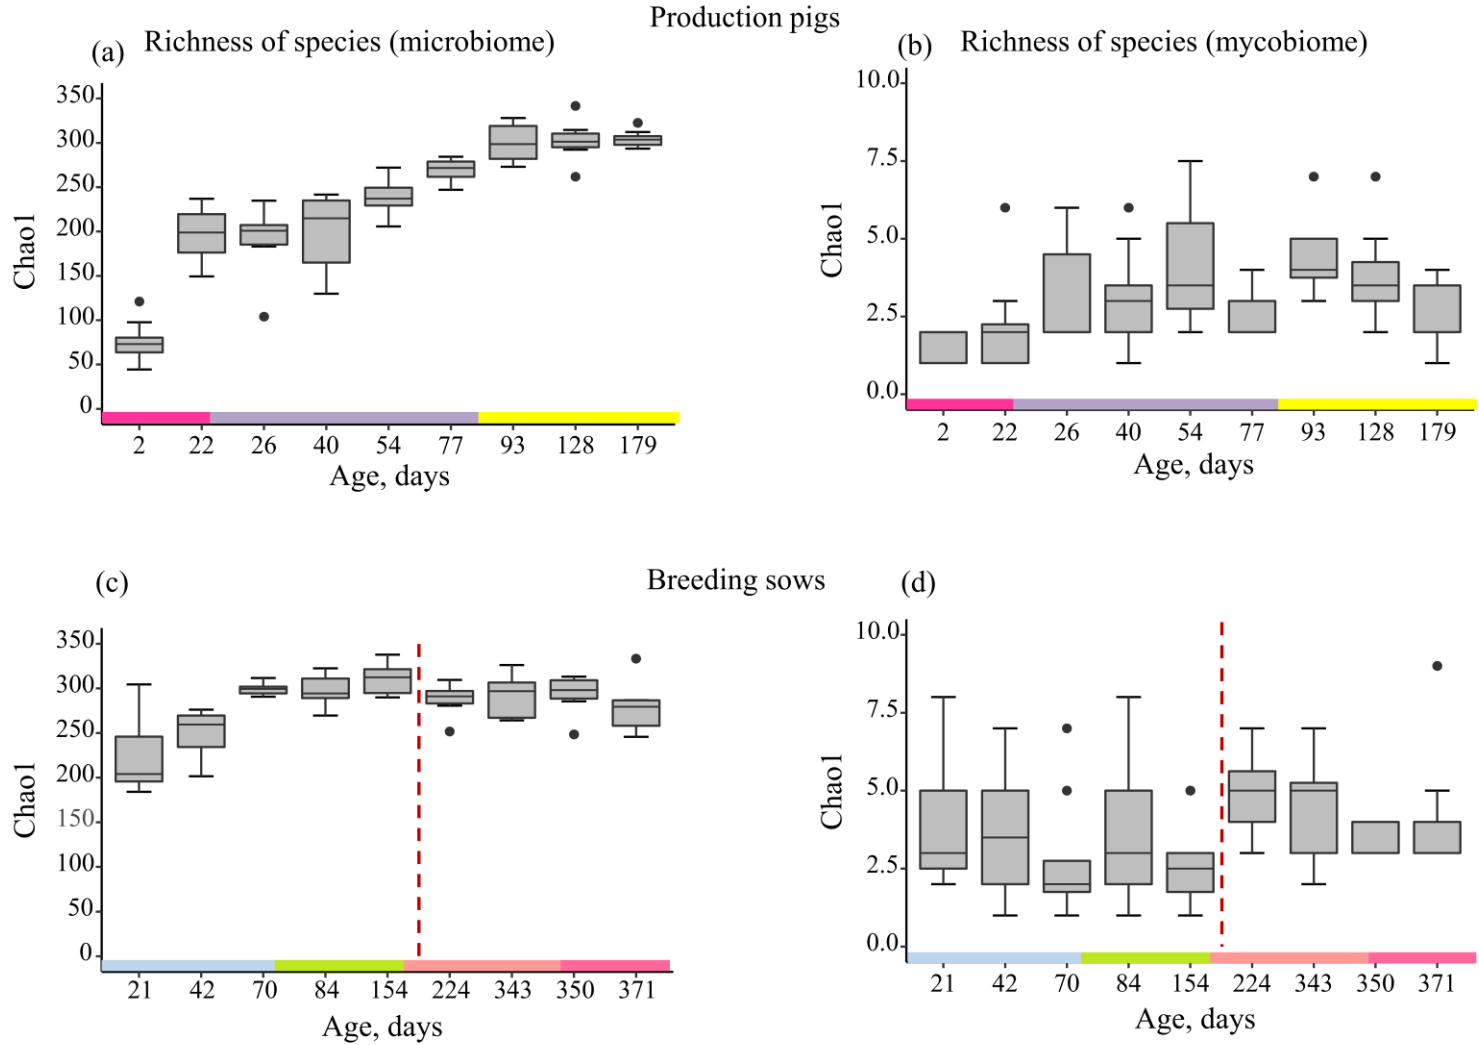 Production pigs
(a) Richness of species (microbiome)
350
300
250
200
150
100
50
0
Chao1
2 22 26 40 54 77 93 128 179
Age, days
(b) Richness of species (mycobiome)
10.0
7.5
5.0
2.5
0.0
Chao1
2 22 26 40 54 77 93 128 179
Age, days
Breeding sows
(c)
350
300
250
200
150
100
50
0
Chao1
21 42 70 84 154 224 343 350 371
Age, days
(d)
10.0
7.5
5.0
2.5
0.0
Chao1
21 42 70 84 154 224 343 350 371
Age, days